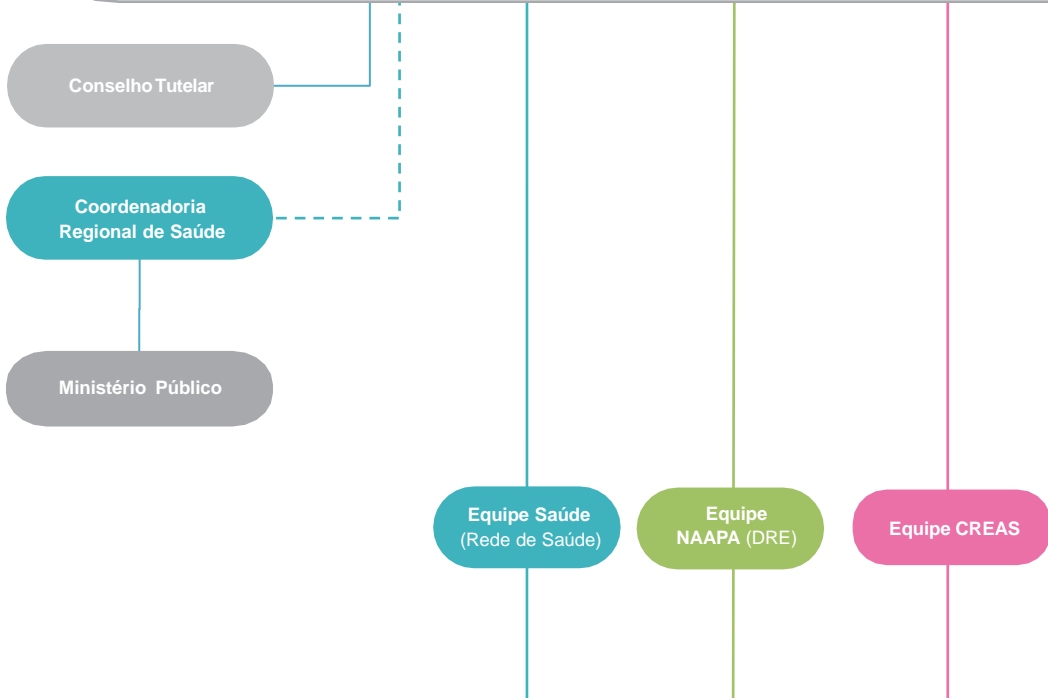 Conselho Tutelar
Coordenadoria
Regional de Saúde
Ministério Público
Equipe Saúde
(Rede de Saúde)
Equipe
NAAPA (DRE)
Equipe CREAS